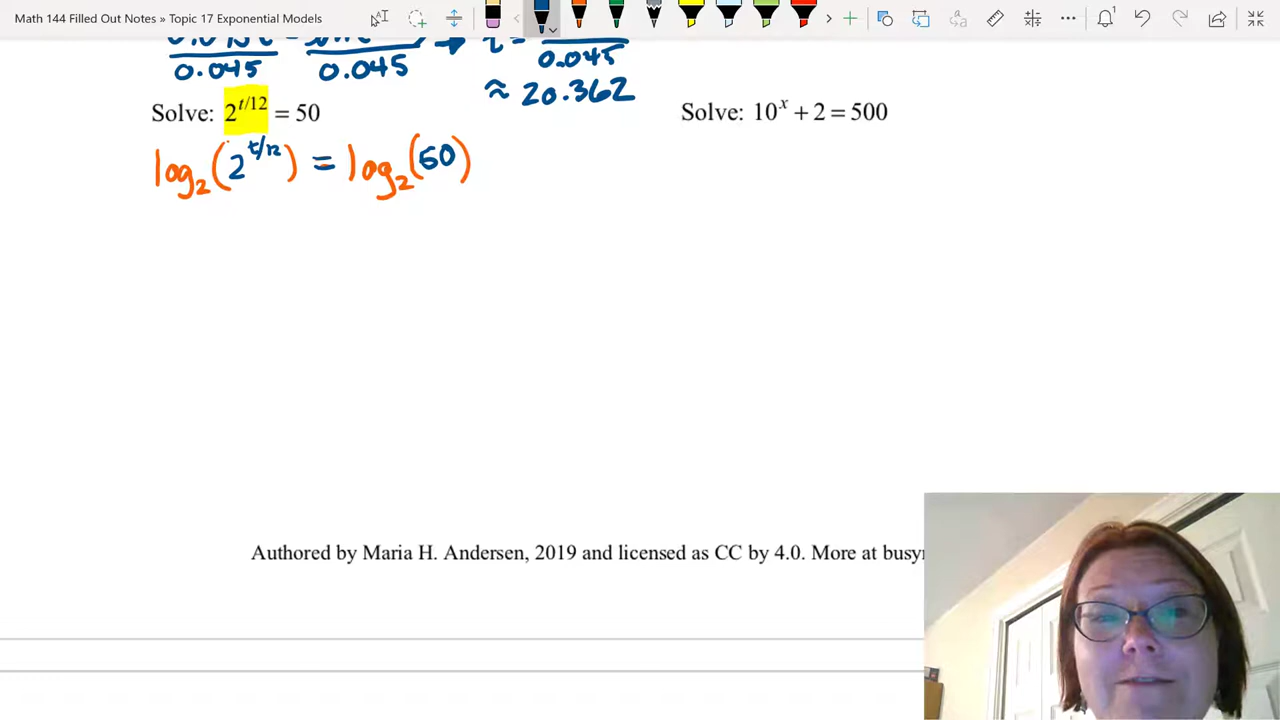 Math 144 Filled Out Notes » Topic 17 Exponential Models
0.045 0.045 0.045
≈ 20.362
Solve: 2^{t/12} = 50
Solve: 10^x + 2 = 500
log₂(2^{t/12}) = log₂(50)
Authored by Maria H. Andersen, 2019 and licensed as CC by 4.0. More at